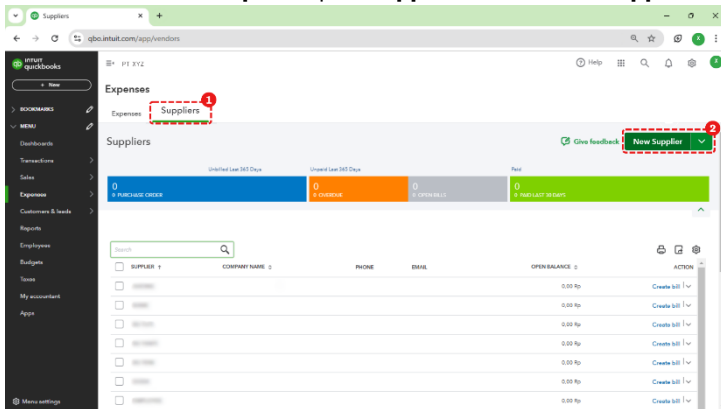 Suppliers
qbo.intuit.com/app/vendors
INTUIT
quickbooks
PT XYZ
Help
+ New
Expenses
1
BOOKMARKS
Expenses
Suppliers
MENU
2
Dashboards
Suppliers
Give feedback
New Supplier
Transactions
Sales
Unbilled Last 365 Days
Unpaid Last 365 Days
Paid
Expenses
0
0
0
0
0 PURCHASE ORDER
0 OVERDUE
0 OPEN BILLS
0 PAID LAST 30 DAYS
Customers & leads
Reports
Employees
Search
Budgets
SUPPLIER
COMPANY NAME
PHONE
EMAIL
OPEN BALANCE
ACTION
Taxes
0,00 Rp
Create bill
My accountant
0,00 Rp
Create bill
Apps
0,00 Rp
Create bill
0,00 Rp
Create bill
0,00 Rp
Create bill
0,00 Rp
Create bill
0,00 Rp
Create bill
Menu settings